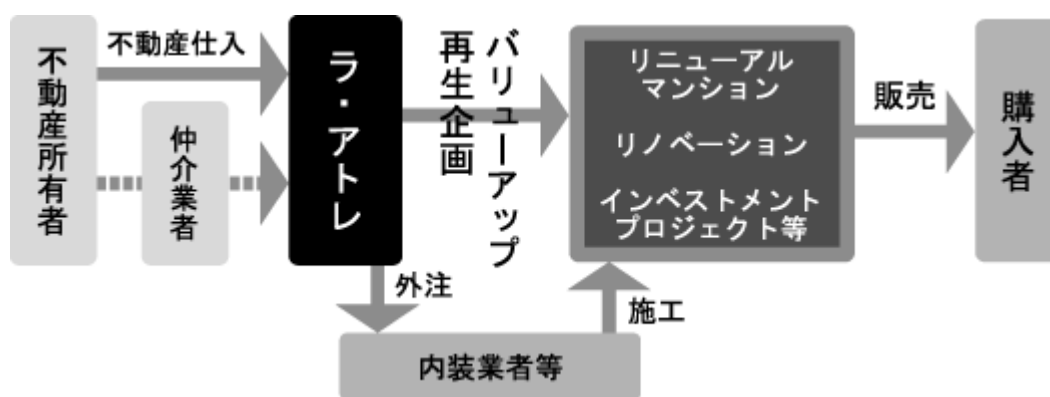 不動産所有者
不動産仕入
仲介業者
ラ・アトレ
再生企画
バリューアップ
リニューアル
マンション
リノベーション
インベストメント
プロジェクト等
販売
購入者
外注
内装業者等
施工